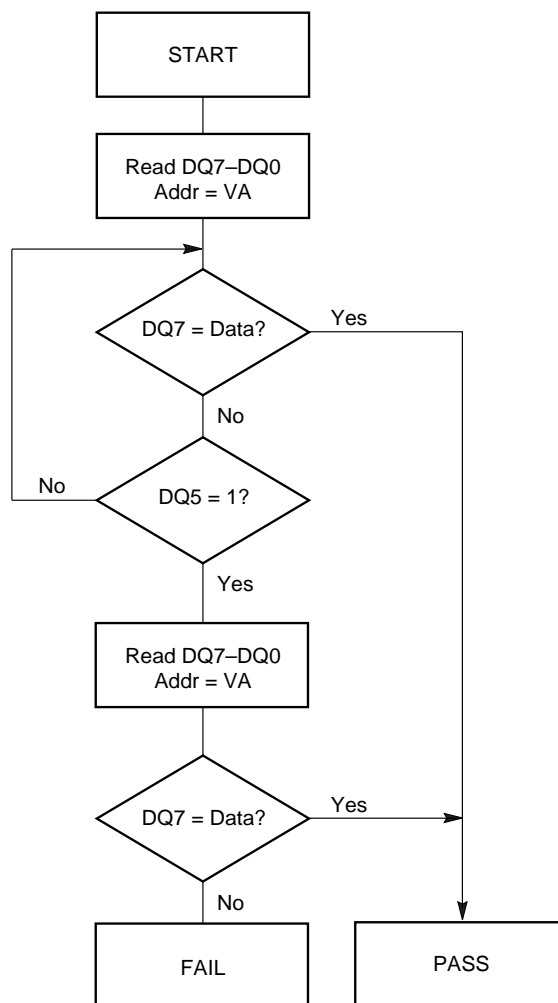 START
Read DQ7–DQ0
Addr = VA
DQ7 = Data?
Yes
No
No
DQ5 = 1?
Yes
Read DQ7–DQ0
Addr = VA
DQ7 = Data?
Yes
No
FAIL
PASS